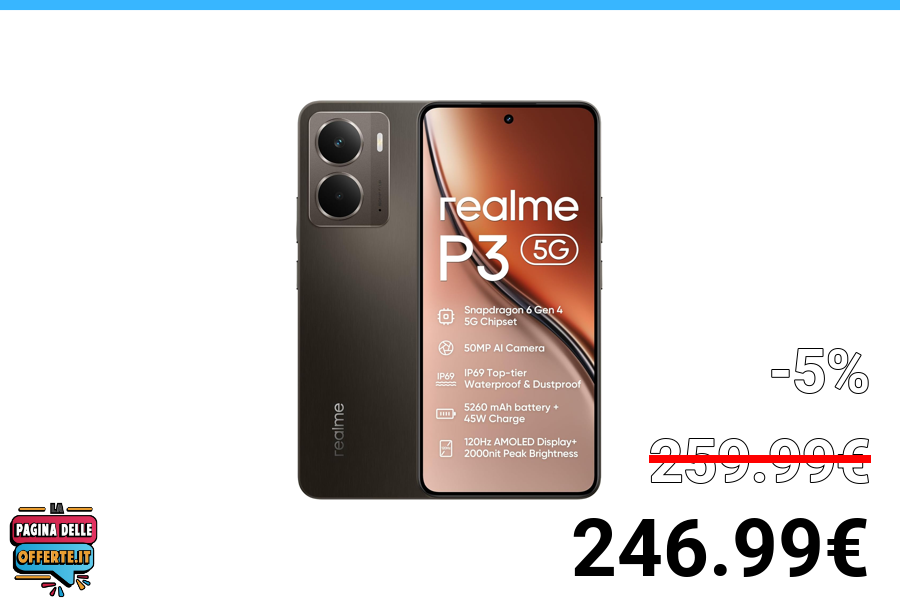 realme
P3 5G
Snapdragon 6 Gen 4
5G Chipset
50MP AI Camera
IP69
IP69 Top-tier
Waterproof & Dustproof
5260 mAh battery +
45W Charge
120Hz AMOLED Display+
2000nit Peak Brightness
realme
-5%
259.99€
246.99€
LA
PAGINA DELLE
OFFERTE.IT